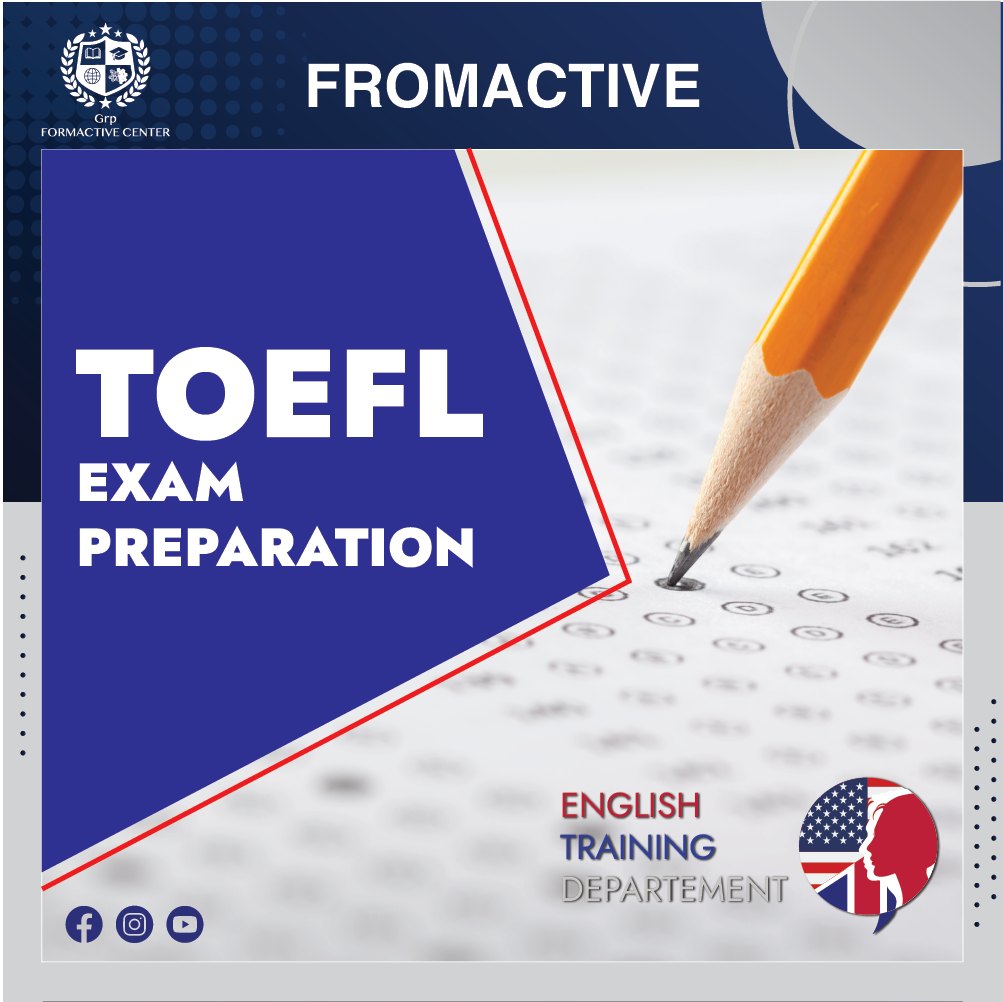 Grp
FORMACTIVE CENTER
FROMACTIVE
TOEFL
EXAM
PREPARATION
ENGLISH
TRAINING
DEPARTEMENT